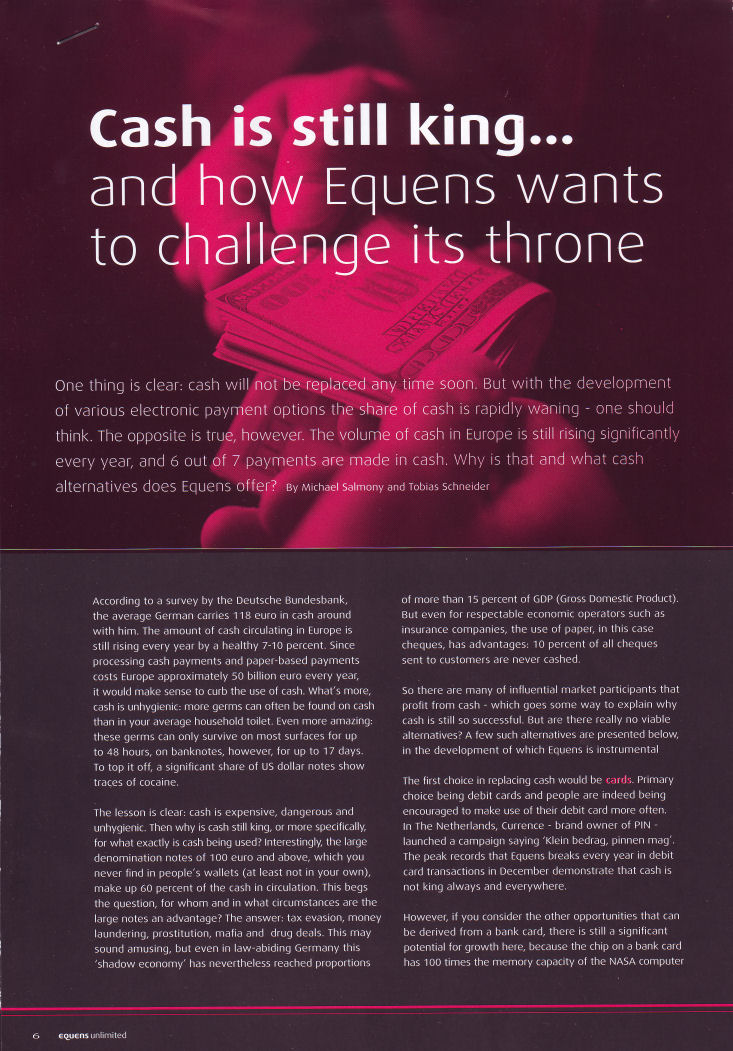 Cash is still king...
and how Equens wants
to challenge its throne
One thing is clear: cash will not be replaced any time soon. But with the development
of various electronic payment options the share of cash is rapidly waning - one should
think. The opposite is true, however. The volume of cash in Europe is still rising significantly
every year, and 6 out of 7 payments are made in cash. Why is that and what cash
alternatives does Equens offer? By Michael Salmony and Tobias Schneider
According to a survey by the Deutsche Bundesbank,
the average German carries 118 euro in cash around
with him. The amount of cash circulating in Europe is
still rising every year by a healthy 7-10 percent. Since
processing cash payments and paper-based payments
costs Europe approximately 50 billion euro every year,
it would make sense to curb the use of cash. What's more,
cash is unhygienic: more germs can often be found on cash
than in your average household toilet. Even more amazing:
these germs can only survive on most surfaces for up
to 48 hours, on banknotes, however, for up to 17 days.
To top it off, a significant share of US dollar notes show
traces of cocaine.
The lesson is clear: cash is expensive, dangerous and
unhygienic. Then why is cash still king, or more specifically,
for what exactly is cash being used? Interestingly, the large
denomination notes of 100 euro and above, which you
never find in people's wallets (at least not in your own),
make up 60 percent of the cash in circulation. This begs
the question, for whom and in what circumstances are the
large notes an advantage? The answer: tax evasion, money
laundering, prostitution, mafia and drug deals. This may
sound amusing, but even in law-abiding Germany this
'shadow economy' has nevertheless reached proportions
of more than 15 percent of GDP (Gross Domestic Product).
But even for respectable economic operators such as
insurance companies, the use of paper, in this case
cheques, has advantages: 10 percent of all cheques
sent to customers are never cashed.
So there are many of influential market participants that
profit from cash - which goes some way to explain why
cash is still so successful. But are there really no viable
alternatives? A few such alternatives are presented below,
in the development of which Equens is instrumental
The first choice in replacing cash would be cards. Primary
choice being debit cards and people are indeed being
encouraged to make use of their debit card more often.
In The Netherlands, Currence - brand owner of PIN -
launched a campaign saying 'Klein bedrag, pinnen mag'.
The peak records that Equens breaks every year in debit
card transactions in December demonstrate that cash is
not king always and everywhere.
However, if you consider the other opportunities that can
be derived from a bank card, there is still a significant
potential for growth here, because the chip on a bank card
has 100 times the memory capacity of the NASA computer
6 equens unlimited